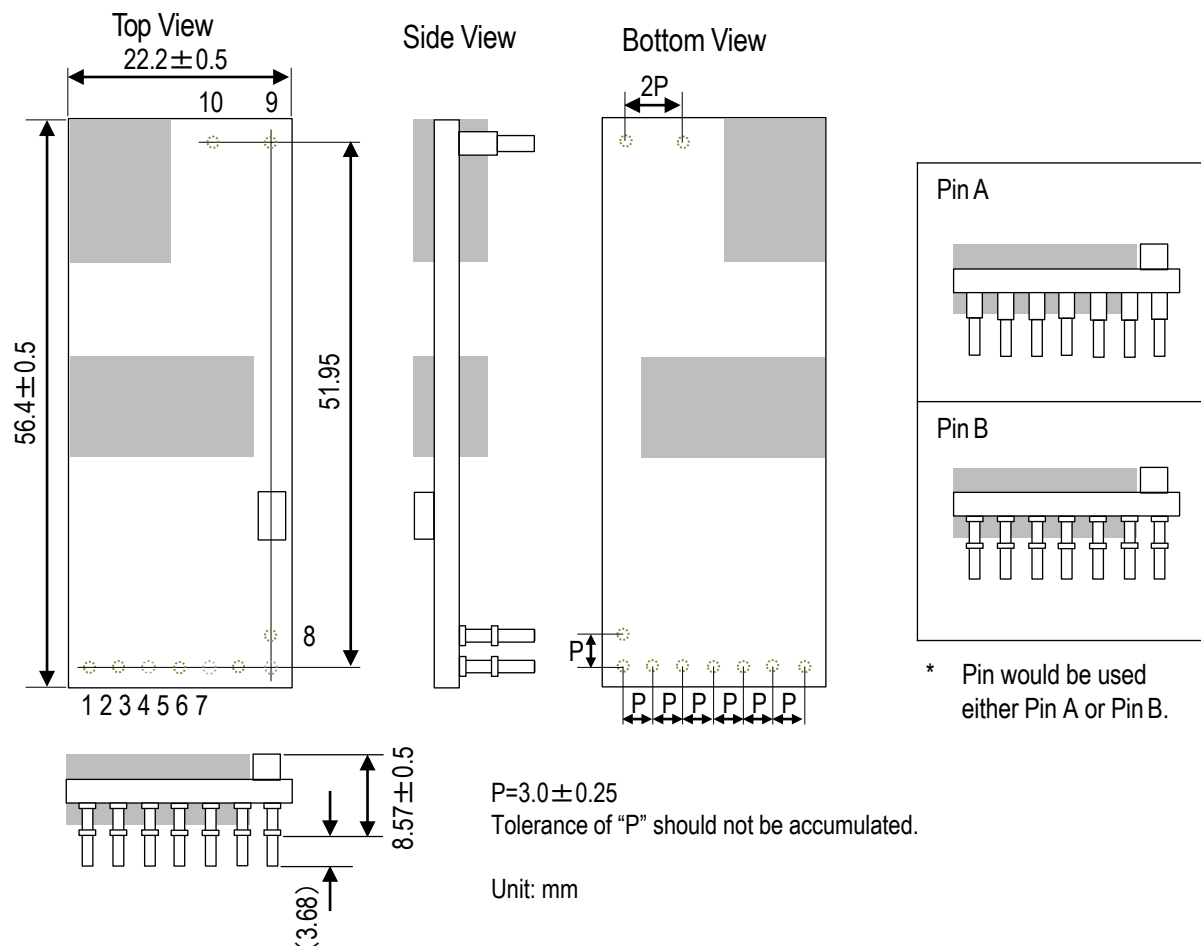 Top View
22.2±0.5
10 9
56.4±0.5
51.95
8
1 2 3 4 5 6 7
Side View
Bottom View
2P
P
P P P P P P
Pin A
Pin B
* Pin would be used
either Pin A or Pin B.
8.57±0.5
(3.68)
P=3.0±0.25
Tolerance of “P” should not be accumulated.
Unit: mm